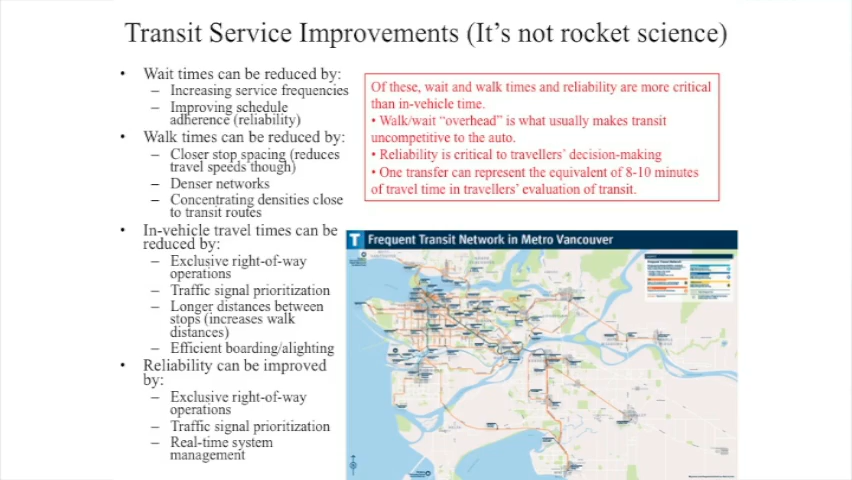 Transit Service Improvements (It's not rocket science)
• Wait times can be reduced by:
– Increasing service frequencies
– Improving schedule
adherence (reliability)
• Walk times can be reduced by:
– Closer stop spacing (reduces
travel speeds though)
– Denser networks
– Concentrating densities close
to transit routes
• In-vehicle travel times can be
reduced by:
– Exclusive right-of-way
operations
– Traffic signal prioritization
– Longer distances between
stops (increases walk
distances)
– Efficient boarding/alighting
• Reliability can be improved
by:
– Exclusive right-of-way
operations
– Traffic signal prioritization
– Real-time system
management
Of these, wait and walk times and reliability are more critical
than in-vehicle time.
• Walk/wait “overhead” is what usually makes transit
uncompetitive to the auto.
• Reliability is critical to travellers' decision-making
• One transfer can represent the equivalent of 8-10 minutes
of travel time in travellers' evaluation of transit.
T Frequent Transit Network in Metro Vancouver